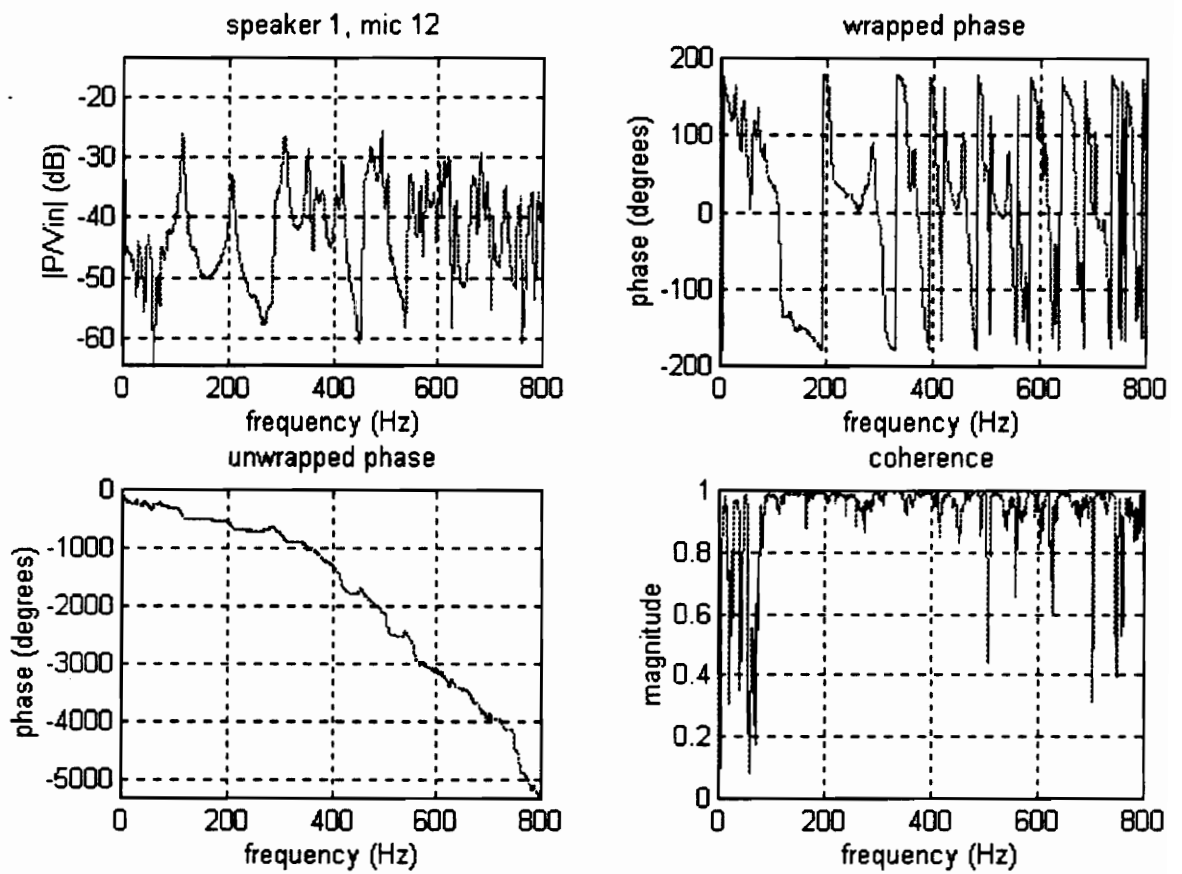 speaker 1, mic 12
|P/Vin| (dB)
-20
-30
-40
-50
-60
0 200 400 600 800
frequency (Hz)
wrapped phase
phase (degrees)
200
100
0
-100
-200
0 200 400 600 800
frequency (Hz)
unwrapped phase
phase (degrees)
0
-1000
-2000
-3000
-4000
-5000
0 200 400 600 800
frequency (Hz)
coherence
magnitude
1
0.8
0.6
0.4
0.2
0
0 200 400 600 800
frequency (Hz)